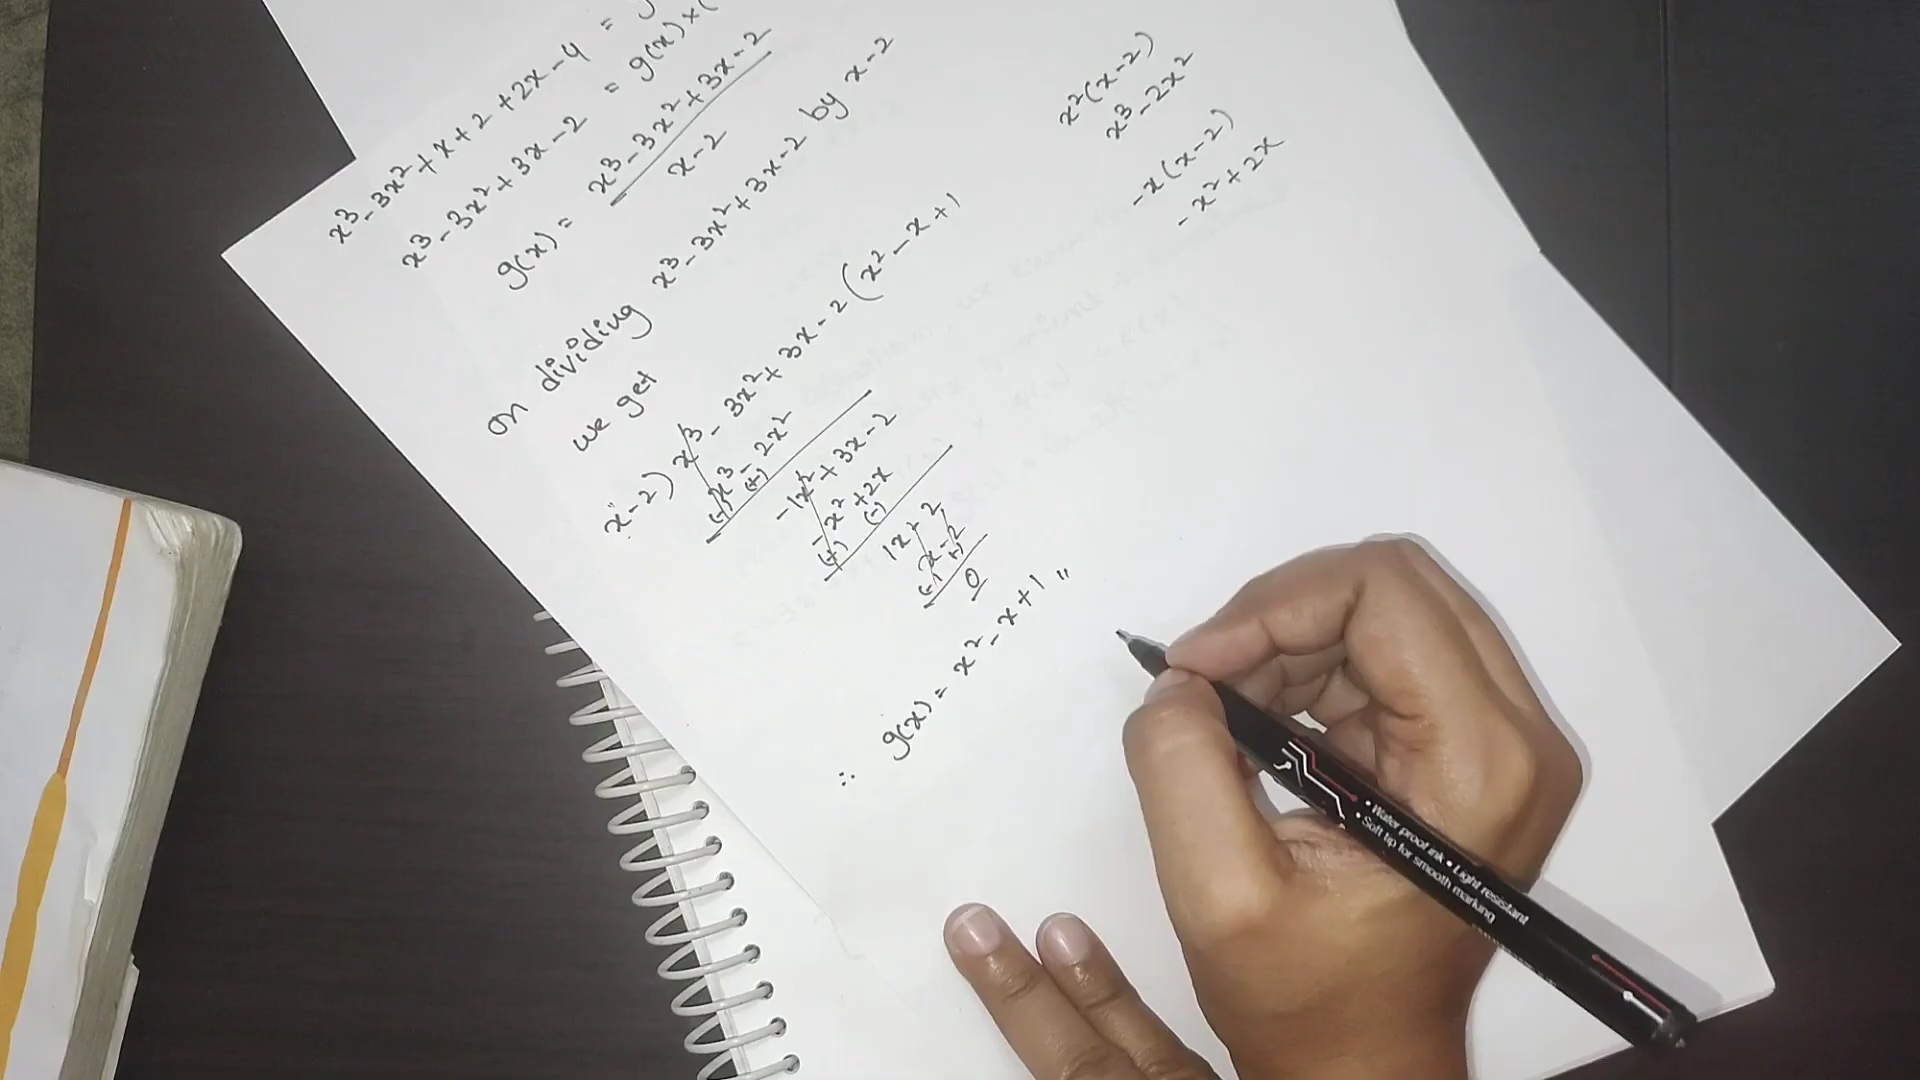 x³-3x²+x+2+2x-4 =
x³-3x²+3x-2 = g(x)×(
g(x) = x³-3x²+3x-2
x-2
on dividing x³-3x²+3x-2 by x-2
we get
x-2) x³-3x²+3x-2 (x²-x+1
x³-2x²
(-) (+)
-1x²+3x-2
-x²+2x
(+) (-)
1x+2
x-2
(-) (+)
0
∴ g(x) = x²-x+1 "
x²(x-2)
x³-2x²
-x(x-2)
-x²+2x
• Water proof ink • Light resistant
• Soft tip for smooth marking